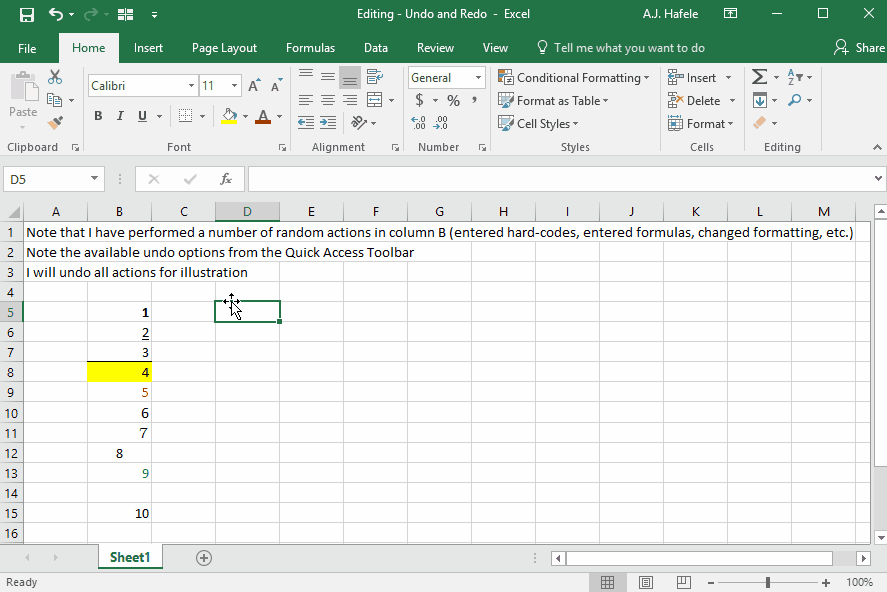 Editing - Undo and Redo - Excel A.J. Hafele
File Home Insert Page Layout Formulas Data Review View Tell me what you want to do Share
Paste Calibri 11 General Conditional Formatting Insert
B I U $ % , Format as Table Delete
Cell Styles Format
Clipboard Font Alignment Number Styles Cells Editing
D5 fx
A B C D E F G H I J K L M
1 Note that I have performed a number of random actions in column B (entered hard-codes, entered formulas, changed formatting, etc.)
2 Note the available undo options from the Quick Access Toolbar
3 I will undo all actions for illustration
4
5 1
6 2
7 3
8 4
9 5
10 6
11 7
12 8
13 9
14
15 10
16
Sheet1
Ready 100%